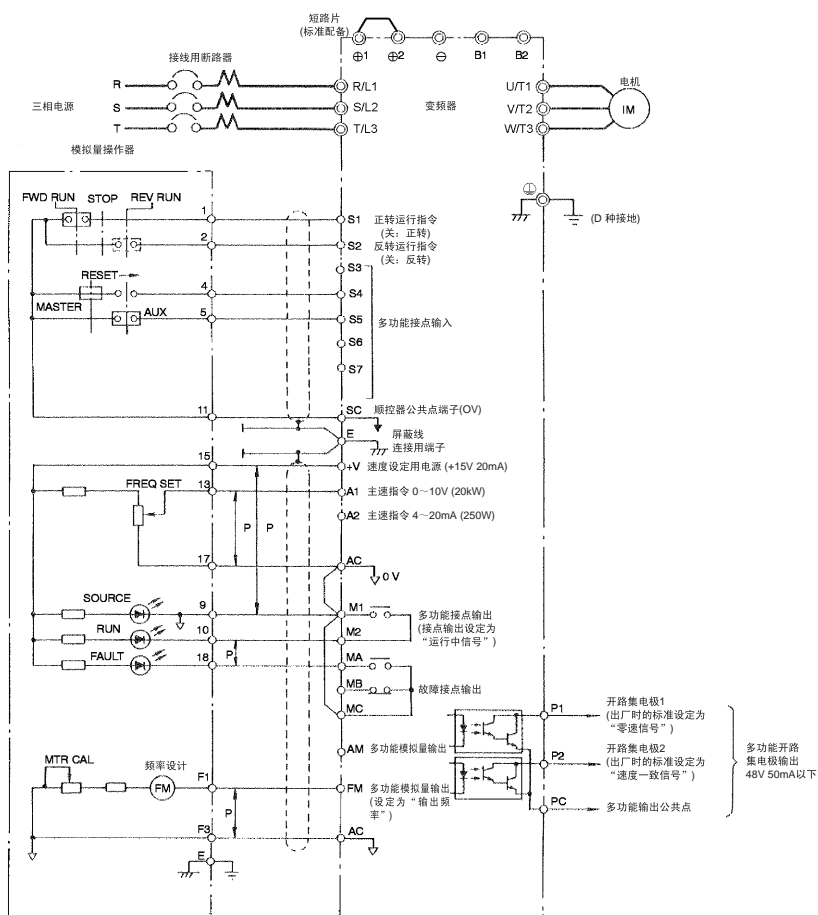 短路片
(标准配备)
⊕1 ⊕2 ⊖ B1 B2
接线用断路器
三相电源
R
S
T
R/L1
S/L2
T/L3
变频器
U/T1
V/T2
W/T3
电机
IM
(D 种接地)
模拟量操作器
FWD RUN STOP REV RUN
1
2
RESET
4
MASTER
5
AUX
11
S1 正转运行指令
(关：正转)
S2 反转运行指令
(关：反转)
S3
S4
S5 多功能接点输入
S6
S7
SC 顺控器公共点端子(OV)
E 屏蔽线
连接用端子
15
+V 速度设定用电源 (+15V 20mA)
FREQ SET
13
P P
A1 主速指令 0～10V (20kW)
A2 主速指令 4～20mA (250W)
17
AC
0 V
SOURCE
9
RUN
10
FAULT
18
P
M1
M2
多功能接点输出
(接点输出设定为
“运行中信号”)
MA
MB 故障接点输出
MC
AM 多功能模拟量输出
MTR CAL
频率设计
FM
F1
P
F3
E
FM 多功能模拟量输出
(设定为“输出频
率”)
AC
P1 开路集电极1
(出厂时的标准设定为
“零速信号”)
P2 开路集电极2
(出厂时的标准设定为
“速度一致信号”)
PC 多功能输出公共点
多功能开路
集电极输出
48V 50mA以下